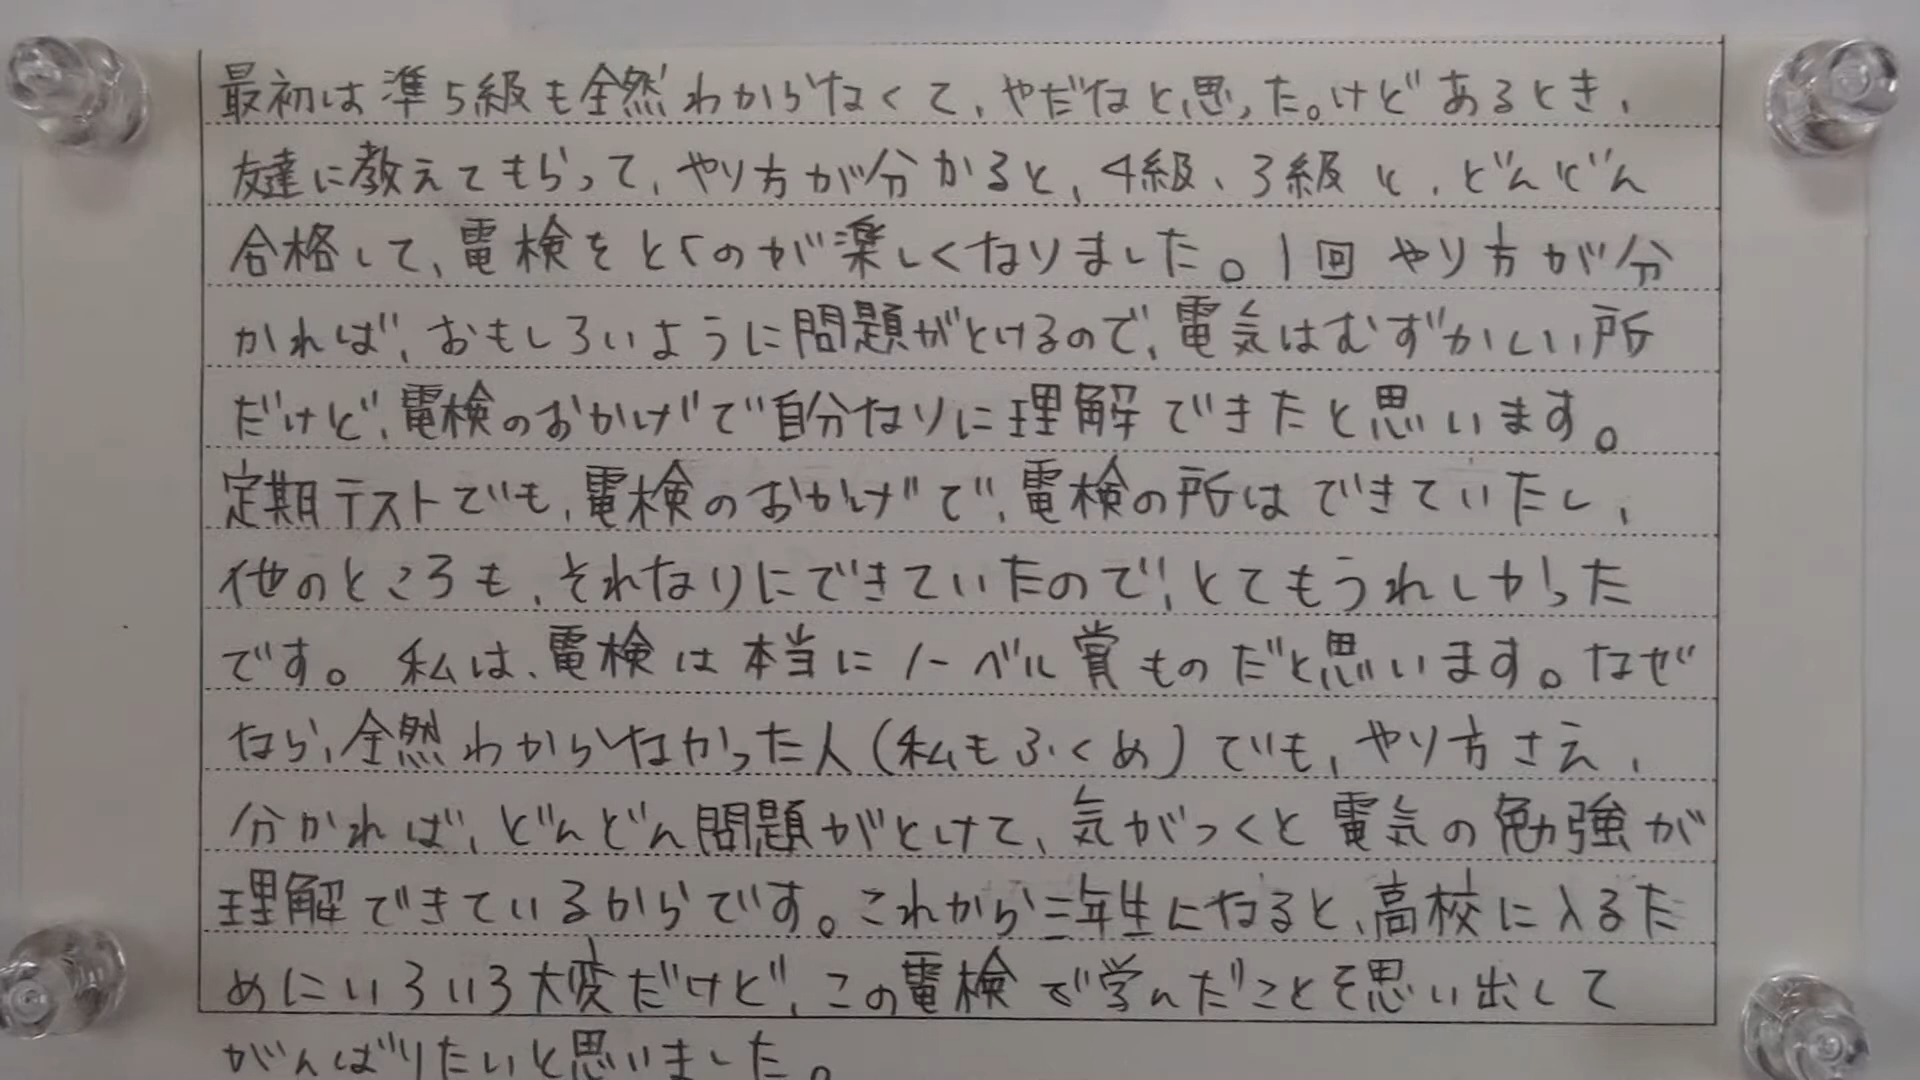 最初は準5級も全然わからなくて、やだなと思った。けどあるとき、
友達に教えてもらって、やり方が分かると、4級、3級と、どんどん
合格して、電検をとるのが楽しくなりました。1回やり方が分
かれば、おもしろいように問題がとけるので、電気はむずかしい所
だけど、電検のおかげで自分なりに理解できたと思います。
定期テストでも、電検のおかげで、電検の所はできていたし、
他のところも、それなりにできていたので、とてもうれしかった
です。私は、電検は本当にノーベル賞ものだと思います。なぜ
なら、全然わからなかった人(私もふくめ)でも、やり方さえ、
分かれば、どんどん問題がとけて、気がつくと電気の勉強が
理解できているからです。これから三年生になると、高校に入るた
めにいろいろ大変だけど、この電検で学んだことを思い出して
がんばりたいと思いました。